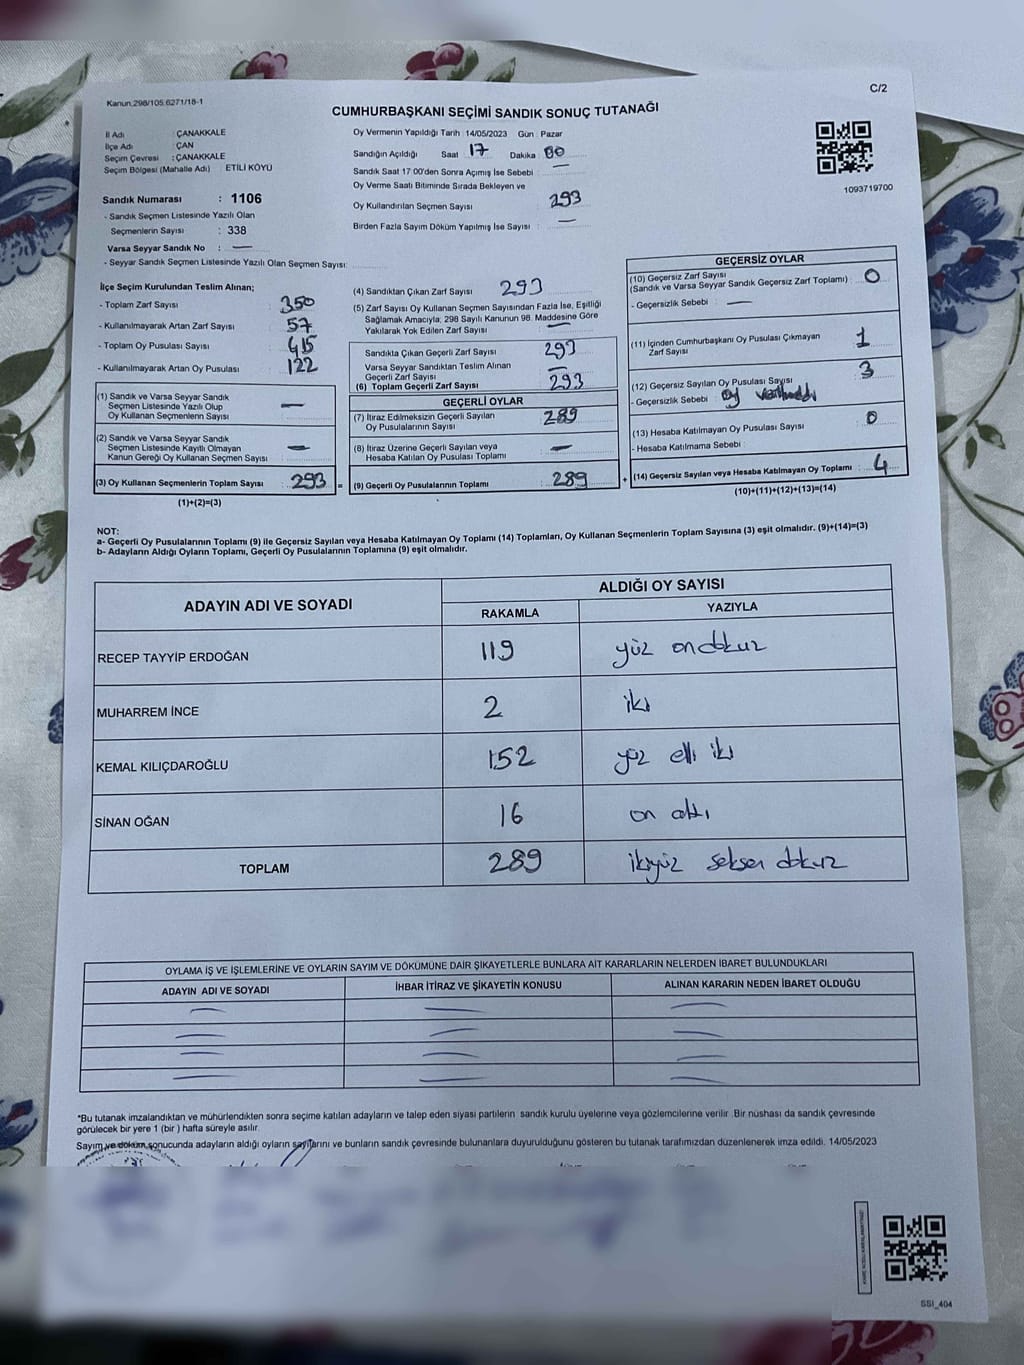 C/2
Kanun,298/105:6271/18-1
CUMHURBAŞKANI SEÇİMİ SANDIK SONUÇ TUTANAĞI
1093719700
İl Adı : ÇANAKKALE
İlçe Adı : ÇAN
Seçim Çevresi : ÇANAKKALE
Seçim Bölgesi (Mahalle Adı) : ETİLİ KÖYÜ
Sandık Numarası : 1106
- Sandık Seçmen Listesinde Yazılı Olan
Seçmenlerin Sayısı : 338
Varsa Seyyar Sandık No : —
- Seyyar Sandık Seçmen Listesinde Yazılı Olan Seçmen Sayısı:
Oy Vermenin Yapıldığı Tarih :14/05/2023 Gün : Pazar
Sandığın Açıldığı Saat 17 Dakika 00
Sandık Saat 17 00'den Sonra Açımış İse Sebebi : —
Oy Verme Saati Bitiminde Sırada Bekleyen ve
Oy Kullandırılan Seçmen Sayısı : 293
Birden Fazla Sayım Döküm Yapılmış İse Sayısı : —
İlçe Seçim Kurulundan Teslim Alınan;
- Toplam Zarf Sayısı : 350
- Kullanılmayarak Artan Zarf Sayısı : 57
- Toplam Oy Pusulası Sayısı : 415
- Kullanılmayarak Artan Oy Pusulası : 122
(1) Sandık ve Varsa Seyyar Sandık
Seçmen Listesinde Yazılı Olup
Oy Kullanan Seçmenlerin Sayısı : —
(2) Sandık ve Varsa Seyyar Sandık
Seçmen Listesinde Kayıtlı Olmayan
Kanun Gereği Oy Kullanan Seçmen Sayısı : —
(3) Oy Kullanan Seçmenlerin Toplam Sayısı : 293 =
(1)+(2)=(3)
(4) Sandıktan Çıkan Zarf Sayısı : 293
(5) Zarf Sayısı Oy Kullanan Seçmen Sayısından Fazla İse, Eşitliği
Sağlamak Amacıyla, 298 Sayılı Kanunun 98. Maddesine Göre
Yakılarak Yok Edilen Zarf Sayısı : —
Sandıkta Çıkan Geçerli Zarf Sayısı : 293
Varsa Seyyar Sandıktan Teslim Alınan
Geçerli Zarf Sayısı : —
(6) Toplam Geçerli Zarf Sayısı : 293
GEÇERLİ OYLAR
(7) İtiraz Edilmeksizin Geçerli Sayılan
Oy Pusulalarının Sayısı : 289
(8) İtiraz Üzerine Geçerli Sayılan veya
Hesaba Katılan Oy Pusulası Toplamı : —
(9) Geçerli Oy Pusulalarının Toplamı : 289 +
GEÇERSİZ OYLAR
(10) Geçersiz Zarf Sayısı
(Sandık ve Varsa Seyyar Sandık Geçersiz Zarf Toplamı) : 0
- Geçersizlik Sebebi : —
(11) İçinden Cumhurbaşkanı Oy Pusulası Çıkmayan
Zarf Sayısı : 1
(12) Geçersiz Sayılan Oy Pusulası Sayısı : 3
- Geçersizlik Sebebi : oy
(13) Hesaba Katılmayan Oy Pusulası Sayısı : 0
- Hesaba Katılmama Sebebi :
(14) Geçersiz Sayılan veya Hesaba Katılmayan Oy Toplamı : 4
(10)+(11)+(12)+(13)=(14)
NOT:
a- Geçerli Oy Pusulalarının Toplamı (9) ile Geçersiz Sayılan veya Hesaba Katılmayan Oy Toplamı (14) Toplamları, Oy Kullanan Seçmenlerin Toplam Sayısına (3) eşit olmalıdır. (9)+(14)=(3)
b- Adayların Aldığı Oyların Toplamı, Geçerli Oy Pusulalarının Toplamına (9) eşit olmalıdır.
ADAYIN ADI VE SOYADI ALDIĞI OY SAYISI
RAKAMLA YAZIYLA
RECEP TAYYİP ERDOĞAN 119 yüz ondokuz
MUHARREM İNCE 2 iki
KEMAL KILIÇDAROĞLU 152 yüz elli iki
SİNAN OĞAN 16 on altı
TOPLAM 289 ikiyüz seksen dokuz
OYLAMA İŞ VE İŞLEMLERİNE VE OYLARIN SAYIM VE DÖKÜMÜNE DAİR ŞİKAYETLERLE BUNLARA AİT KARARLARIN NELERDEN İBARET BULUNDUKLARI
ADAYIN ADI VE SOYADI İHBAR İTİRAZ VE ŞİKAYETİN KONUSU ALINAN KARARIN NEDEN İBARET OLDUĞU
*Bu tutanak imzalandıktan ve mühürlendikten sonra seçime katılan adayların ve talep eden siyasi partilerin sandık kurulu üyelerine veya gözlemcilerine verilir .Bir nüshası da sandık çevresinde
görülecek bir yere 1 (bir ) hafta süreyle asılır.
Sayım ve döküm sonucunda adayların aldığı oyların sayılarını ve bunların sandık çevresinde bulunanlara duyurulduğunu gösteren bu tutanak tarafımızdan düzenlenerek imza edildi. 14/05/2023
SSI_404